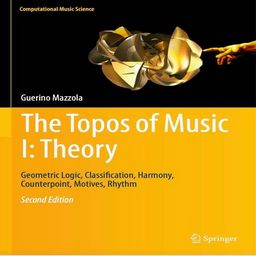 Computational Music Science
Guerino Mazzola
The Topos of Music
I: Theory
Geometric Logic, Classification, Harmony,
Counterpoint, Motives, Rhythm
Second Edition
Springer